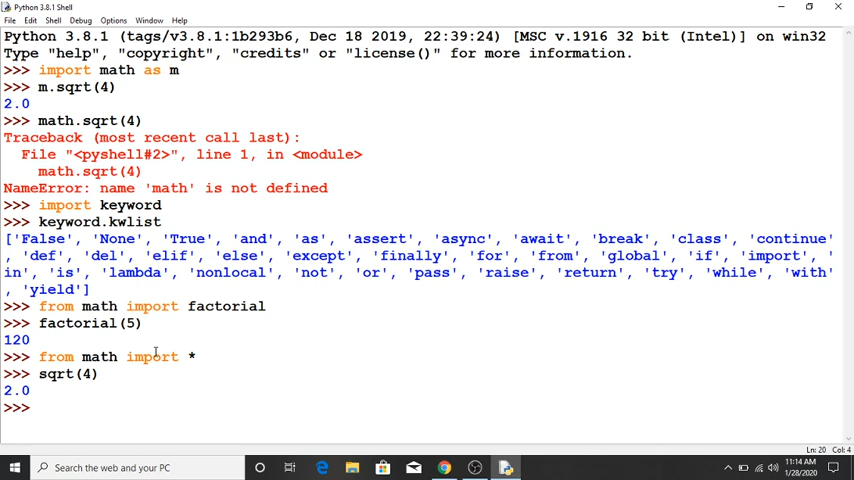 Python 3.8.1 Shell
File Edit Shell Debug Options Window Help
Python 3.8.1 (tags/v3.8.1:1b293b6, Dec 18 2019, 22:39:24) [MSC v.1916 32 bit (Intel)] on win32
Type "help", "copyright", "credits" or "license()" for more information.
>>> import math as m
>>> m.sqrt(4)
2.0
>>> math.sqrt(4)
Traceback (most recent call last):
  File "<pyshell#2>", line 1, in <module>
    math.sqrt(4)
NameError: name 'math' is not defined
>>> import keyword
>>> keyword.kwlist
['False', 'None', 'True', 'and', 'as', 'assert', 'async', 'await', 'break', 'class', 'continue'
, 'def', 'del', 'elif', 'else', 'except', 'finally', 'for', 'from', 'global', 'if', 'import', '
in', 'is', 'lambda', 'nonlocal', 'not', 'or', 'pass', 'raise', 'return', 'try', 'while', 'with'
, 'yield']
>>> from math import factorial
>>> factorial(5)
120
>>> from math import *
>>> sqrt(4)
2.0
>>>
Ln: 20 Col: 4
Search the web and your PC
11:14 AM
1/28/2020